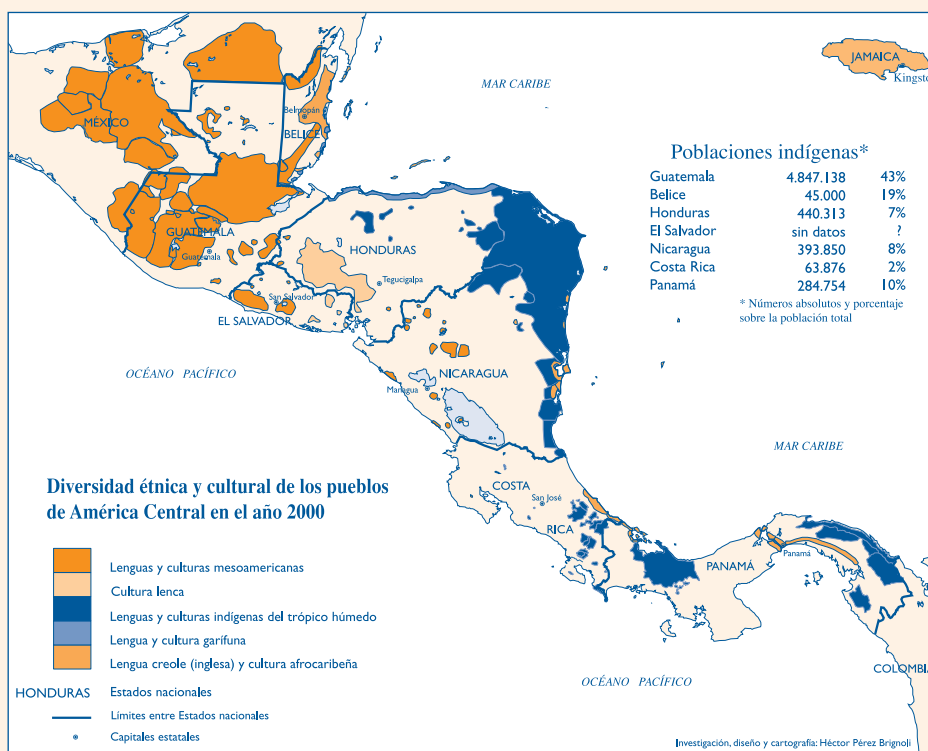 JAMAICA
Kingsto
MAR CARIBE
MÉXICO
Belmopán
BELICE
Poblaciones indígenas*
Guatemala 4.847.138 43%
Belice 45.000 19%
Honduras 440.313 7%
El Salvador sin datos ?
Nicaragua 393.850 8%
Costa Rica 63.876 2%
Panamá 284.754 10%
* Números absolutos y porcentaje
sobre la población total
GUATEMALA
Guatemala
HONDURAS
Tegucigalpa
San Salvador
EL SALVADOR
OCÉANO PACÍFICO
NICARAGUA
Managua
MAR CARIBE
COSTA
RICA
San José
PANAMÁ
Panamá
COLOMBIA
OCÉANO PACÍFICO
Diversidad étnica y cultural de los pueblos
de América Central en el año 2000
Lenguas y culturas mesoamericanas
Cultura lenca
Lenguas y culturas indígenas del trópico húmedo
Lengua y cultura garífuna
Lengua creole (inglesa) y cultura afrocaribeña
HONDURAS Estados nacionales
Límites entre Estados nacionales
Capitales estatales
Investigación, diseño y cartografía: Héctor Pérez Brignoli